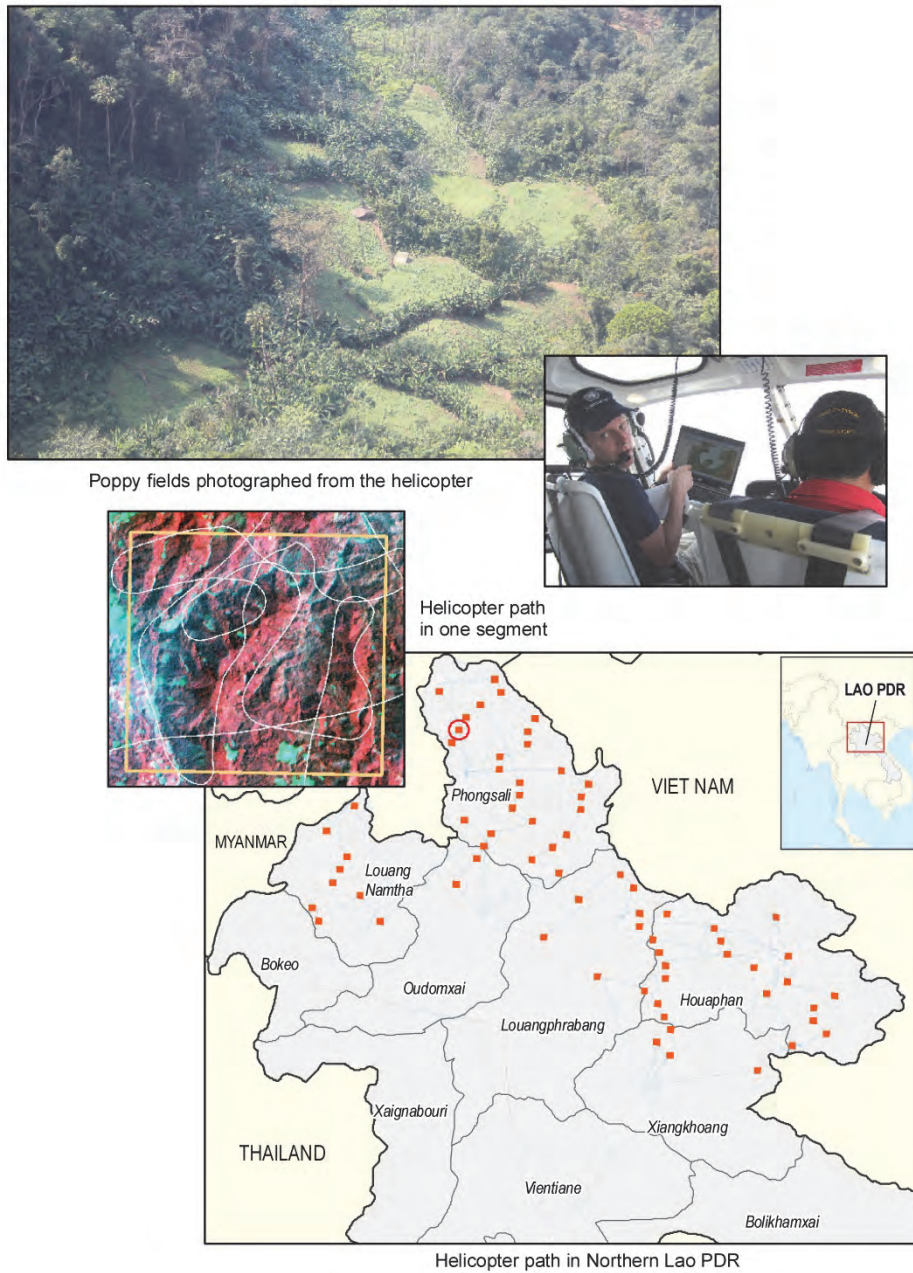 Poppy fields photographed from the helicopter
Helicopter path
in one segment
LAO PDR
VIET NAM
Phongsali
MYANMAR
Louang
Namtha
Bokeo
Oudomxai
Houaphan
Louangphrabang
Xaignabouri
Xiangkhoang
THAILAND
Vientiane
Bolikhamxai
Helicopter path in Northern Lao PDR